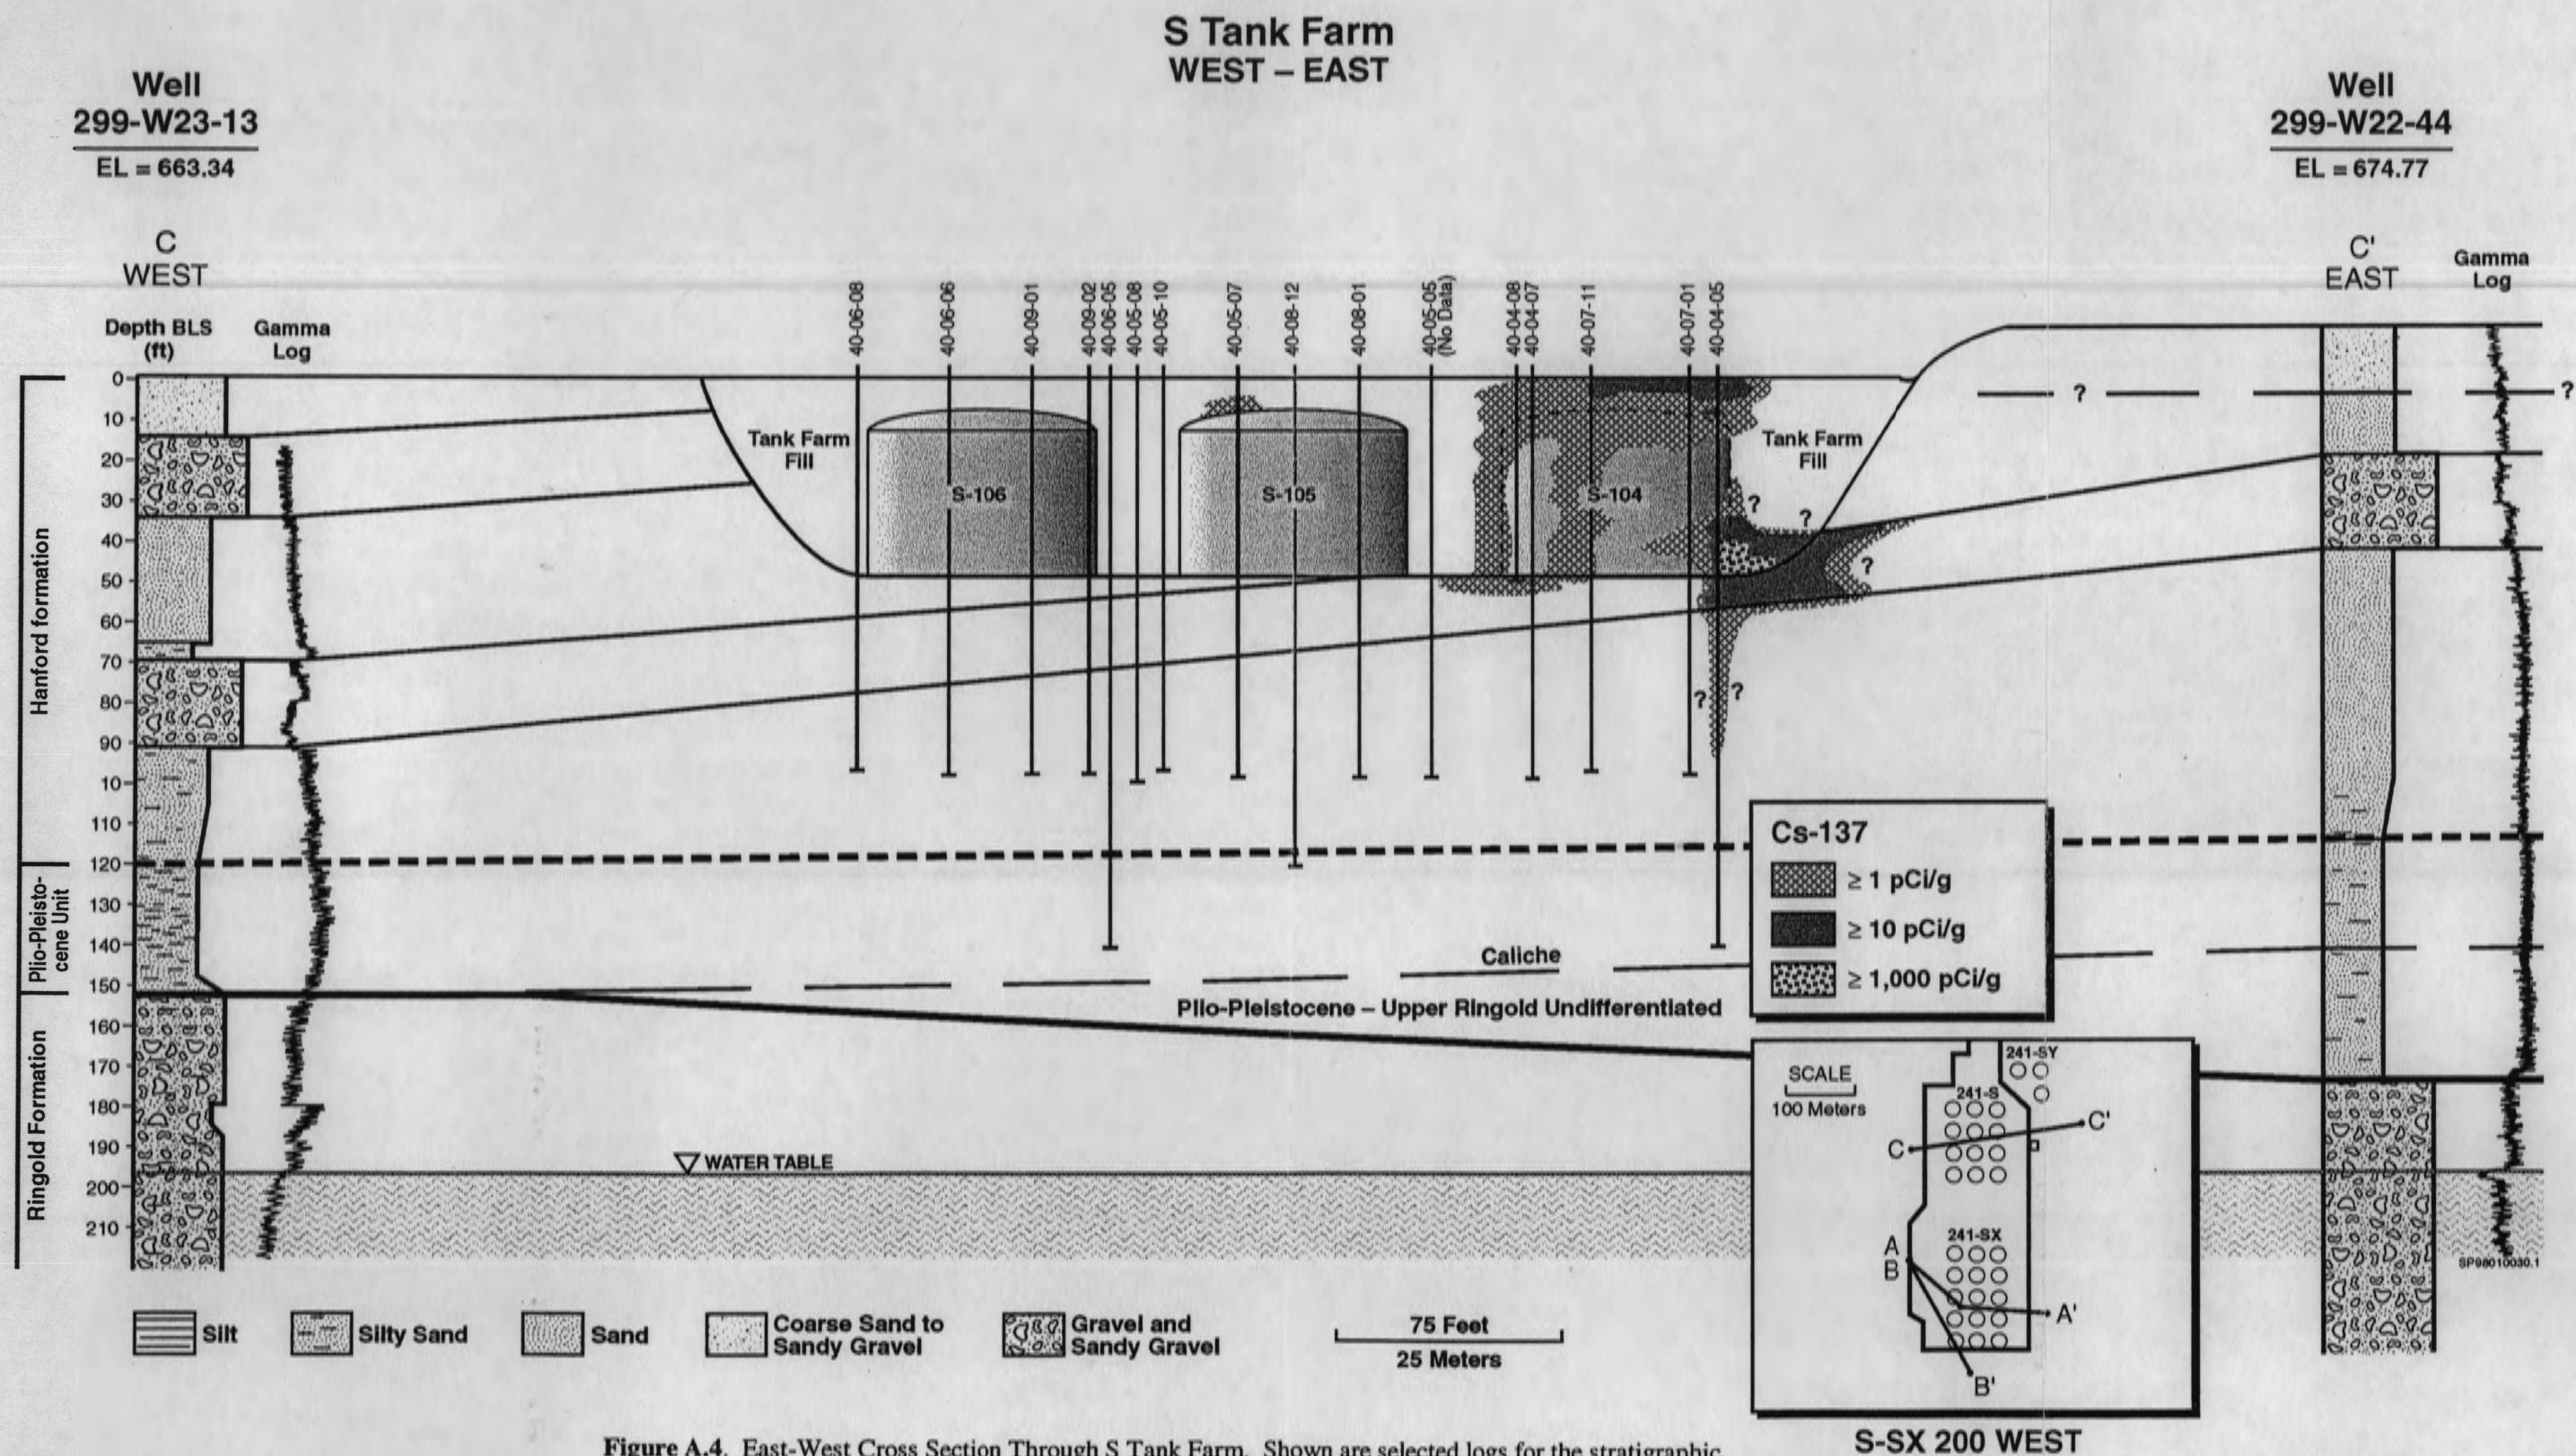 S Tank Farm
WEST – EAST
Well
299-W23-13
EL = 663.34
Well
299-W22-44
EL = 674.77
C
WEST
C'
EAST
Gamma
Log
Depth BLS
(ft)
Gamma
Log
40-06-08
40-06-06
40-09-01
40-09-02
40-06-05
40-05-08
40-05-10
40-05-07
40-08-12
40-08-01
40-05-05
(No Data)
40-04-08
40-04-07
40-07-11
40-07-01
40-04-05
0
10
20
30
40
50
60
70
80
90
10
110
120
130
140
150
160
170
180
190
200
210
Hanford formation
Plio-Pleisto-
cene Unit
Ringold Formation
Tank Farm
Fill
S-106
S-105
S-104
Tank Farm
Fill
?
?
?
?
?
?
?
Caliche
Plio-Pleistocene – Upper Ringold Undifferentiated
WATER TABLE
Cs-137
≥ 1 pCi/g
≥ 10 pCi/g
≥ 1,000 pCi/g
SCALE
100 Meters
241-SY
241-S
C
C'
241-SX
A
B
A'
B'
S-SX 200 WEST
SP98010030.1
Silt
Silty Sand
Sand
Coarse Sand to
Sandy Gravel
Gravel and
Sandy Gravel
75 Feet
25 Meters
Figure A.4. East-West Cross Section Through S Tank Farm. Shown are selected logs for the stratigraphic